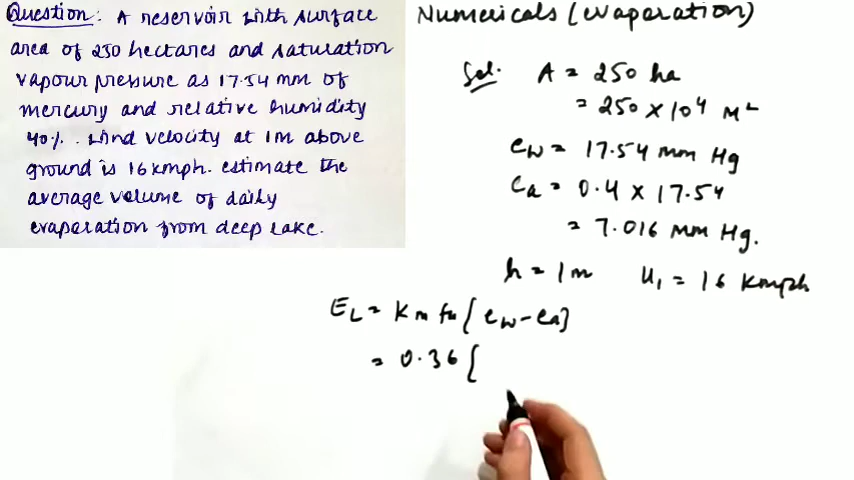 Question: A reservoir with surface
area of 250 hectares and saturation
vapour pressure as 17.54 mm of
mercury and relative humidity
40%. Wind velocity at 1m above
ground is 16 kmph. estimate the
average volume of daily
evaporation from deep lake.
Numericals (evaporation)
Sol. A = 250 ha
= 250 × 10⁴ M²
ew = 17.54 mm Hg
ea = 0.4 × 17.54
= 7.016 mm Hg.
h = 1m U₁ = 16 Kmph
EL = Km fu [ew - ea]
= 0.36 [